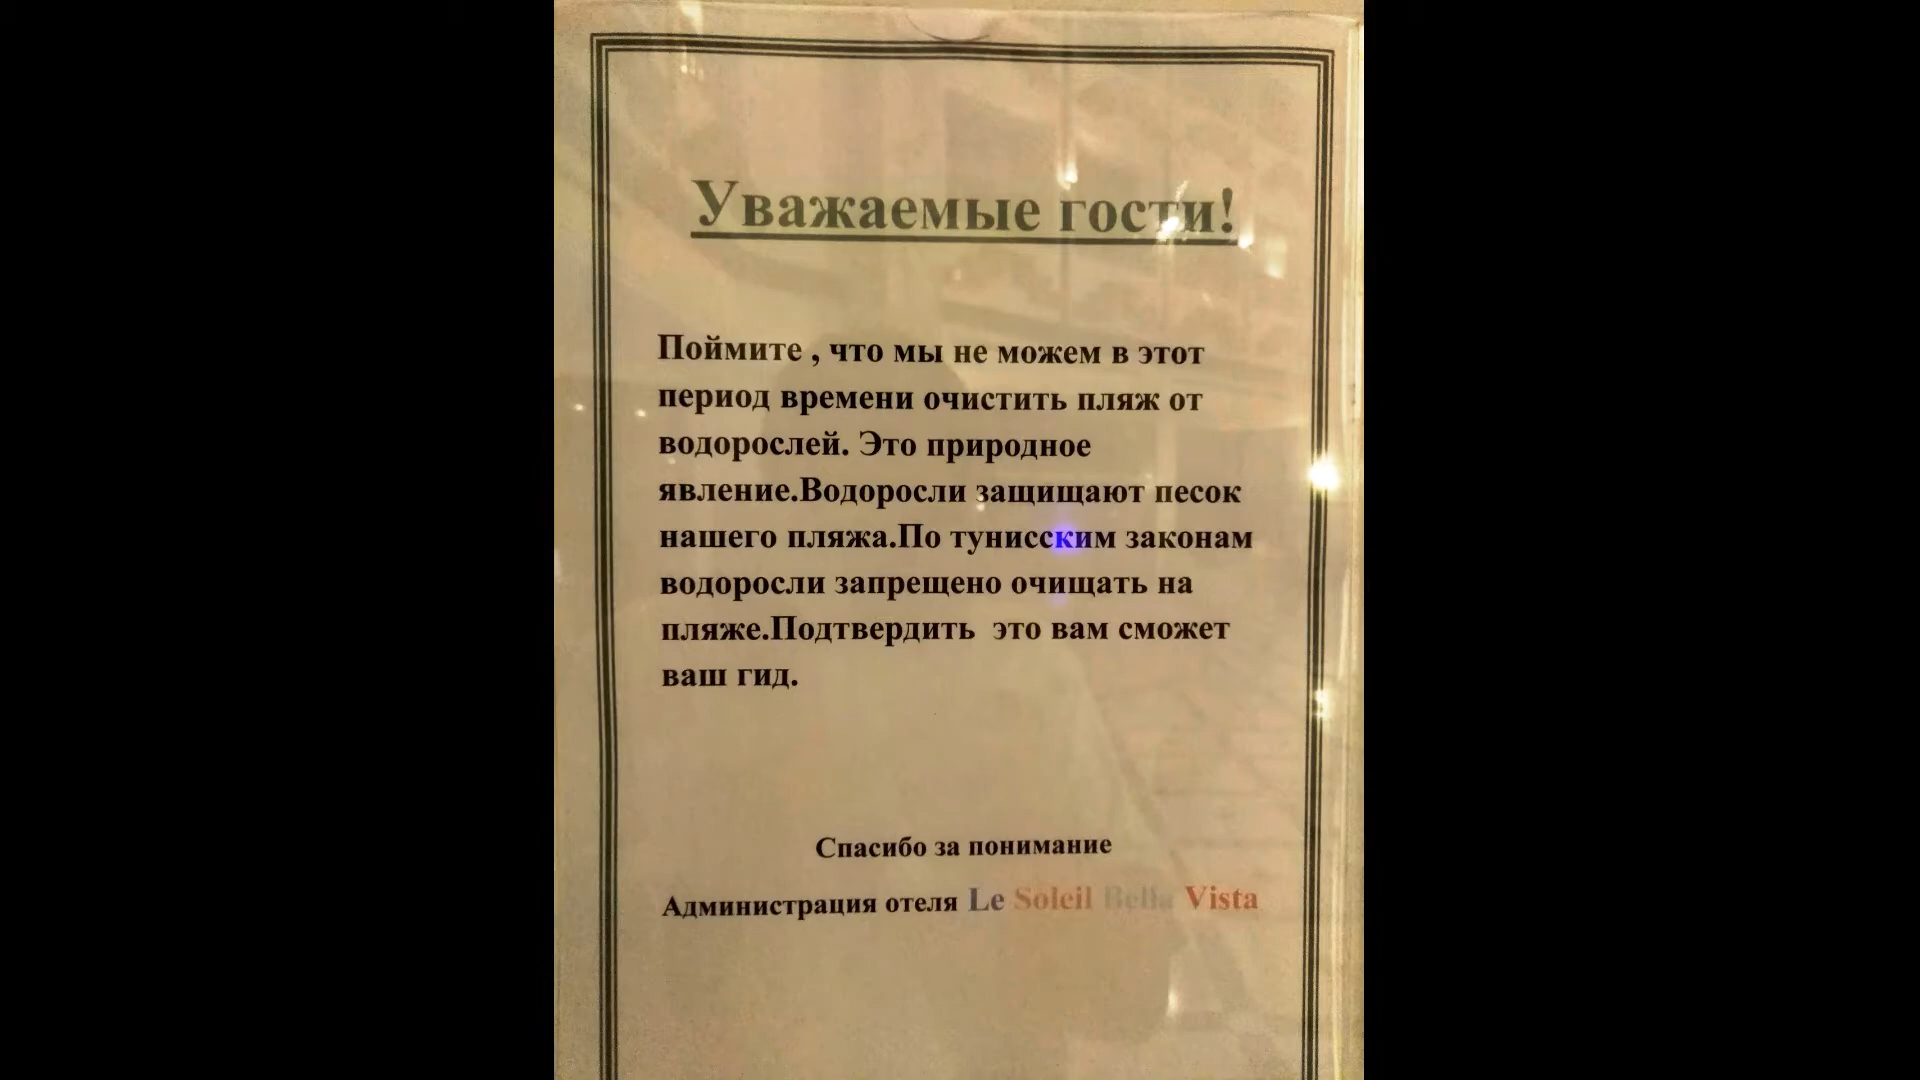 Уважаемые гости!
Поймите , что мы не можем в этот
период времени очистить пляж от
водорослей. Это природное
явление.Водоросли защищают песок
нашего пляжа.По тунисским законам
водоросли запрещено очищать на
пляже.Подтвердить  это вам сможет
ваш гид.
Спасибо за понимание
Администрация отеля Le Soleil Bella Vista